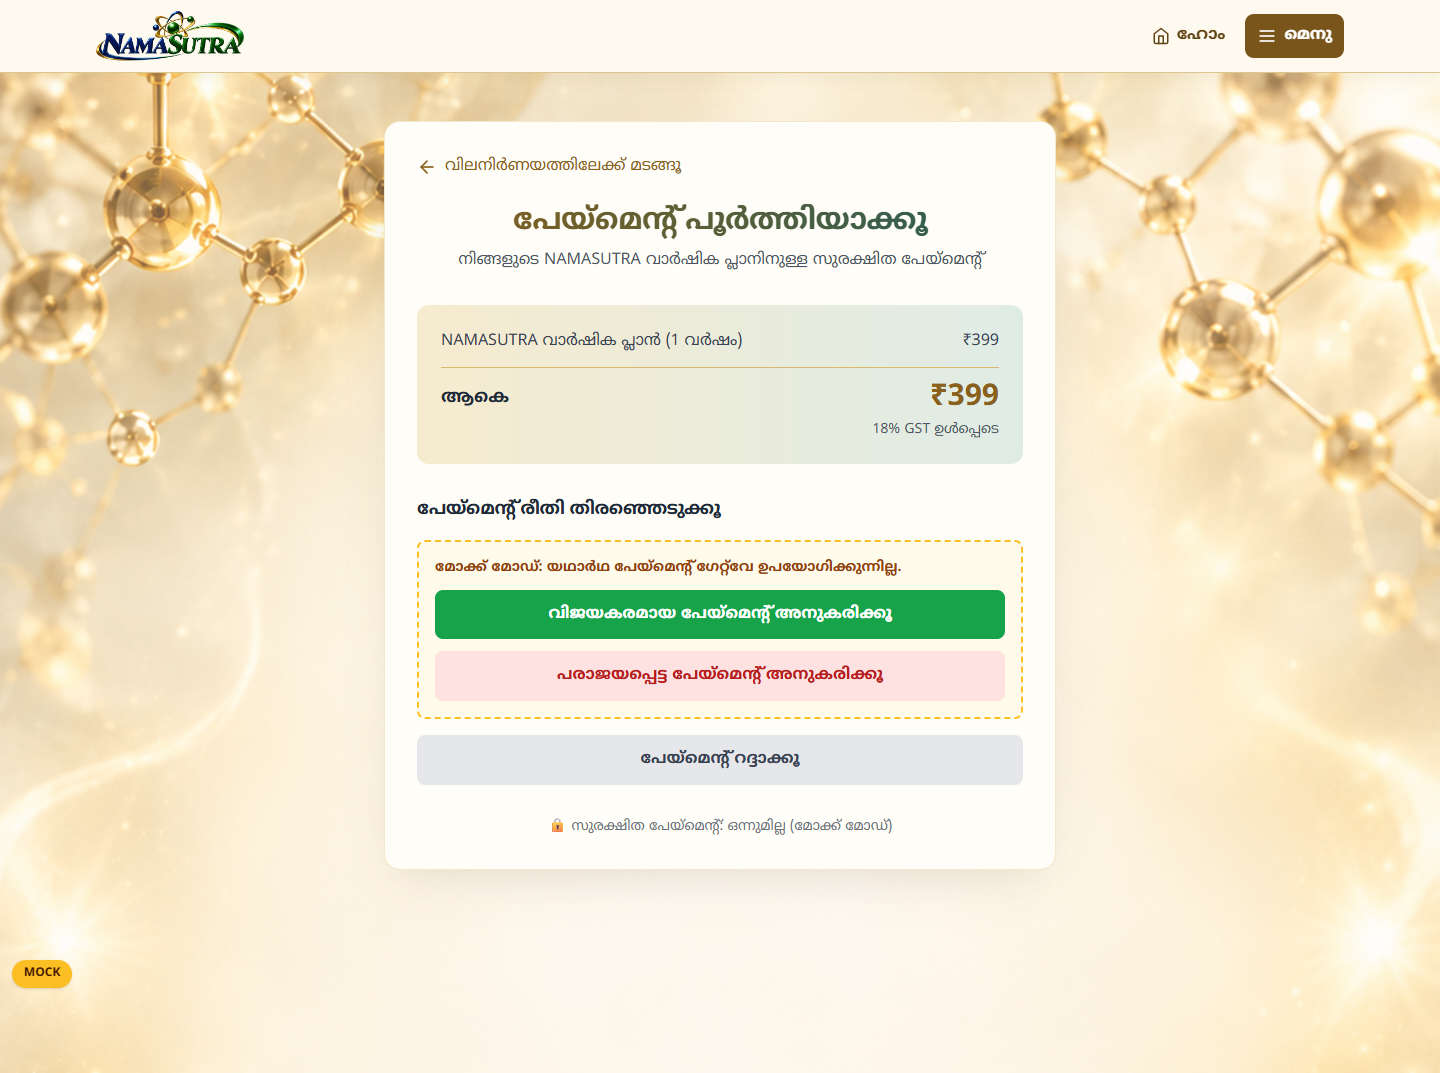 NAMASUTRA
ഹോം
മെനു
വിലനിർണയത്തിലേക്ക് മടങ്ങൂ
പേയ്മെന്റ് പൂർത്തിയാക്കൂ
നിങ്ങളുടെ NAMASUTRA വാർഷിക പ്ലാനിനുള്ള സുരക്ഷിത പേയ്മെന്റ്
NAMASUTRA വാർഷിക പ്ലാൻ (1 വർഷം) ₹399
ആകെ ₹399
18% GST ഉൾപ്പെടെ
പേയ്മെന്റ് രീതി തിരഞ്ഞെടുക്കൂ
മോക്ക് മോഡ്: യഥാർഥ പേയ്മെന്റ് ഗേറ്റ്‌വേ ഉപയോഗിക്കുന്നില്ല.
വിജയകരമായ പേയ്മെന്റ് അനുകരിക്കൂ
പരാജയപ്പെട്ട പേയ്മെന്റ് അനുകരിക്കൂ
പേയ്മെന്റ് റദ്ദാക്കൂ
🔒 സുരക്ഷിത പേയ്മെന്റ്: ഒന്നുമില്ല (മോക്ക് മോഡ്)
MOCK